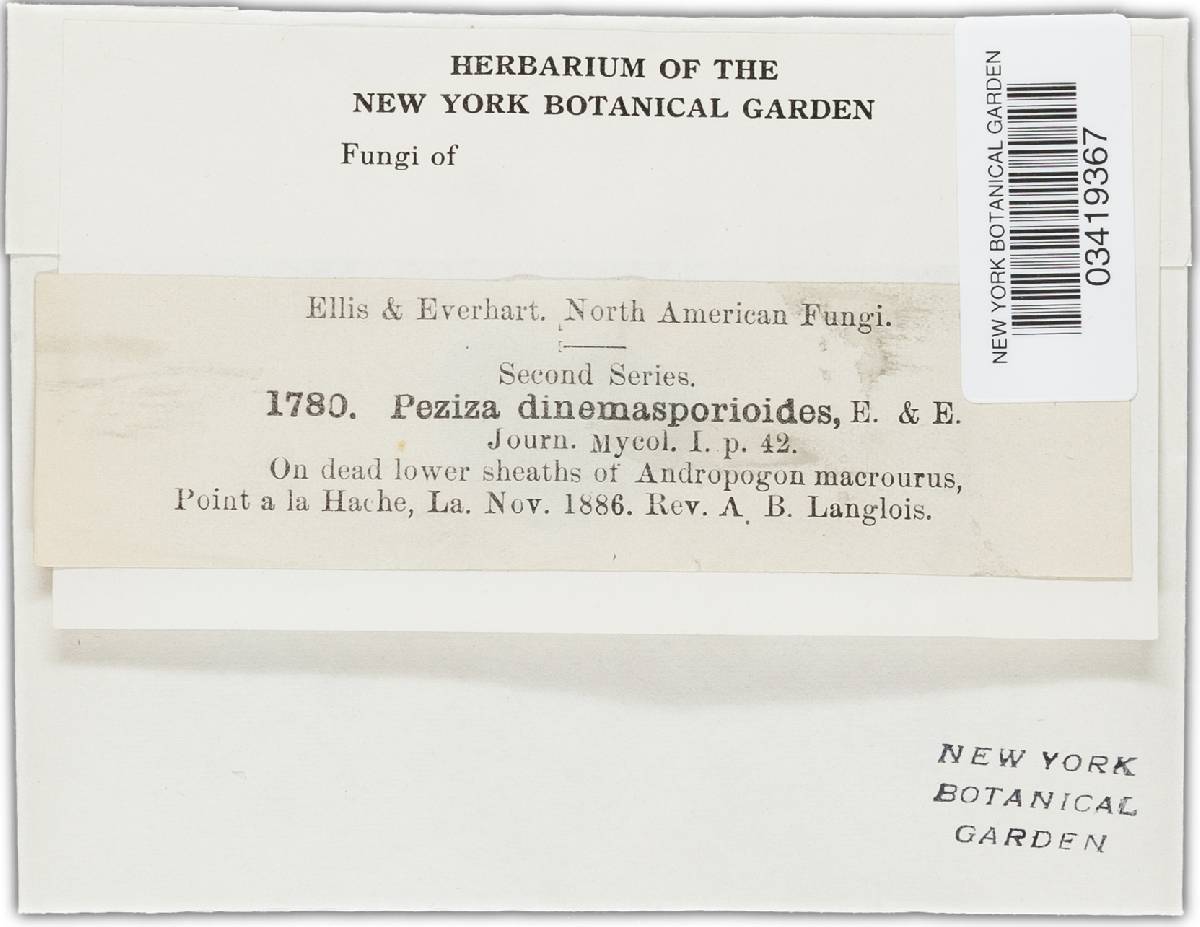 HERBARIUM OF THE
NEW YORK BOTANICAL GARDEN
Fungi of
NEW YORK BOTANICAL GARDEN
03419367
Ellis & Everhart. North American Fungi.
Second Series.
1780. Peziza dinemasporioides, E. & E.
Journ. Mycol. I. p. 42.
On dead lower sheaths of Andropogon macrourus,
Point a la Hache, La. Nov. 1886. Rev. A. B. Langlois.
NEW YORK
BOTANICAL
GARDEN